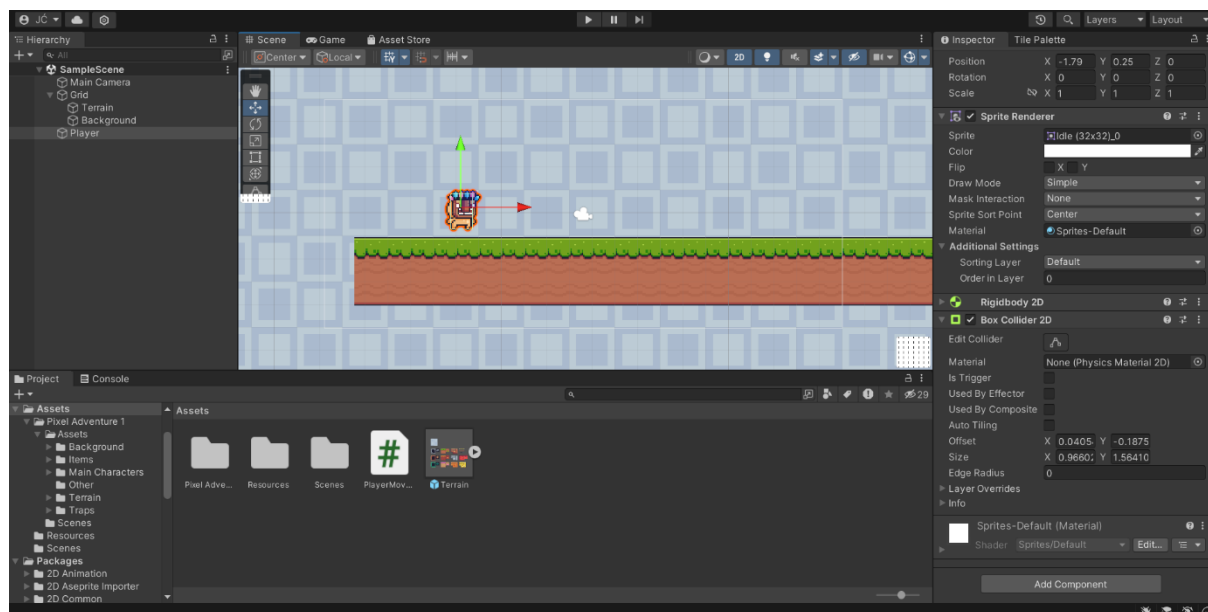 JĆ
Layers
Layout
Hierarchy
Scene
Game
Asset Store
Inspector
Tile Palette
All
Center
Local
2D
SampleScene
Main Camera
Grid
Terrain
Background
Player
Position X -1.79 Y 0.25 Z 0
Rotation X 0 Y 0 Z 0
Scale X 1 Y 1 Z 1
Sprite Renderer
Sprite Idle (32x32)_0
Color
Flip X Y
Draw Mode Simple
Mask Interaction None
Sprite Sort Point Center
Material Sprites-Default
Additional Settings
Sorting Layer Default
Order in Layer 0
Rigidbody 2D
Box Collider 2D
Edit Collider
Material None (Physics Material 2D)
Is Trigger
Used By Effector
Used By Composite
Auto Tiling
Offset X 0.0405 Y -0.1875
Size X 0.9660 Y 1.56410
Edge Radius 0
Layer Overrides
Info
Sprites-Default (Material)
Shader Sprites/Default Edit...
Add Component
Project
Console
29
Assets
Pixel Adventure 1
Assets
Background
Items
Main Characters
Other
Terrain
Traps
Scenes
Resources
Scenes
Packages
2D Animation
2D Aseprite Importer
2D Common
Assets
Pixel Adve...
Resources
Scenes
#
PlayerMov...
Terrain